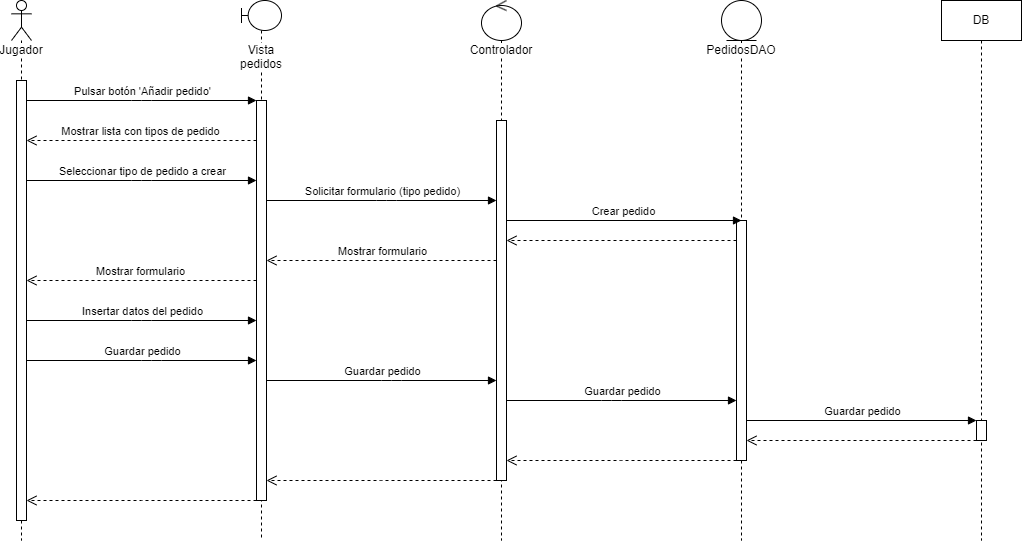 Jugador
Vista
pedidos
Controlador
PedidosDAO
DB
Pulsar botón 'Añadir pedido'
Mostrar lista con tipos de pedido
Seleccionar tipo de pedido a crear
Solicitar formulario (tipo pedido)
Crear pedido
Mostrar formulario
Mostrar formulario
Insertar datos del pedido
Guardar pedido
Guardar pedido
Guardar pedido
Guardar pedido